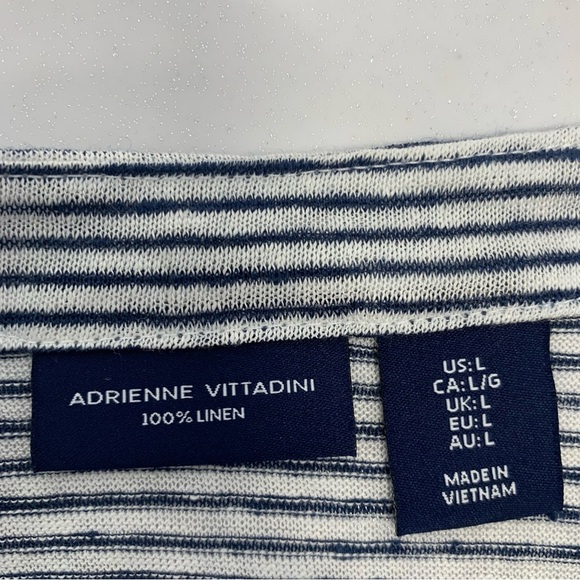 ADRIENNE VITTADINI
100% LINEN
US: L
CA: L/G
UK: L
EU: L
AU: L
MADE IN
VIETNAM